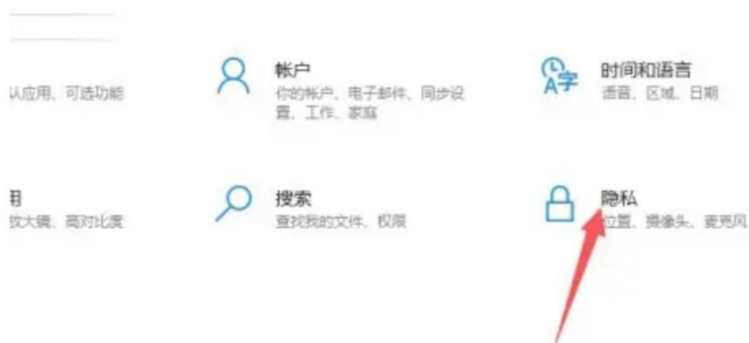 帐户
时间和语言
认应用、可选功能
你的帐户、电子邮件、同步设
置、工作、家庭
语音、区域、日期
用
搜索
隐私
放大镜、高对比度
查找我的文件、权限
位置、摄像头、麦克风